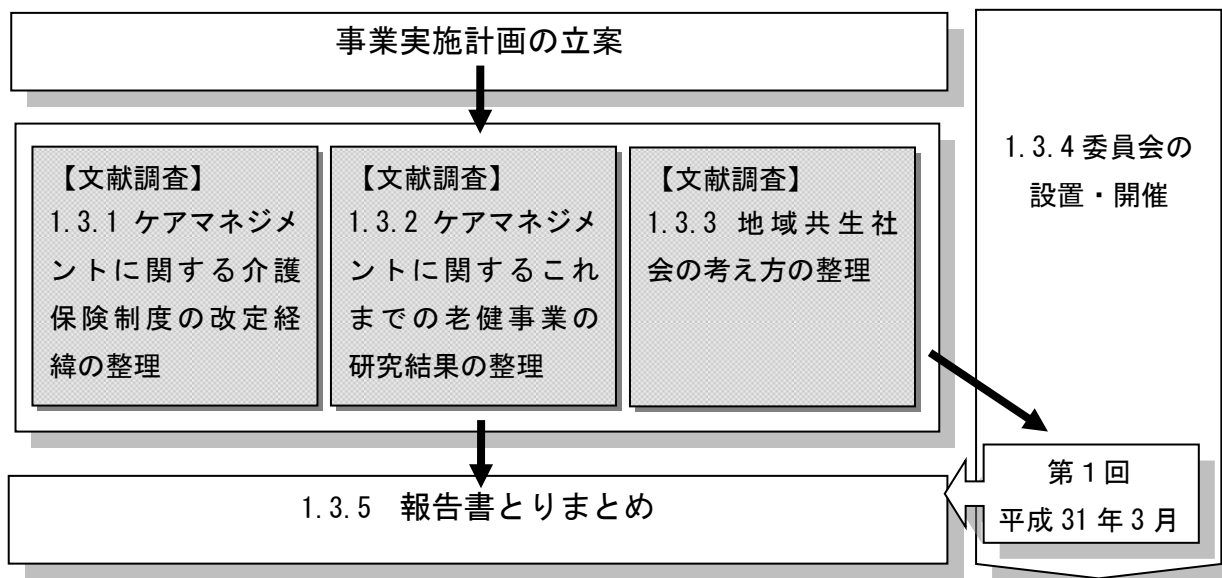 事業実施計画の立案
【文献調査】
1.3.1 ケアマネジメ
ントに関する介護
保険制度の改定経
緯の整理
【文献調査】
1.3.2 ケアマネジメ
ントに関するこれ
までの老健事業の
研究結果の整理
【文献調査】
1.3.3 地域共生社
会の考え方の整理
1.3.4 委員会の
設置・開催
第1回
平成 31 年 3 月
1.3.5 報告書とりまとめ